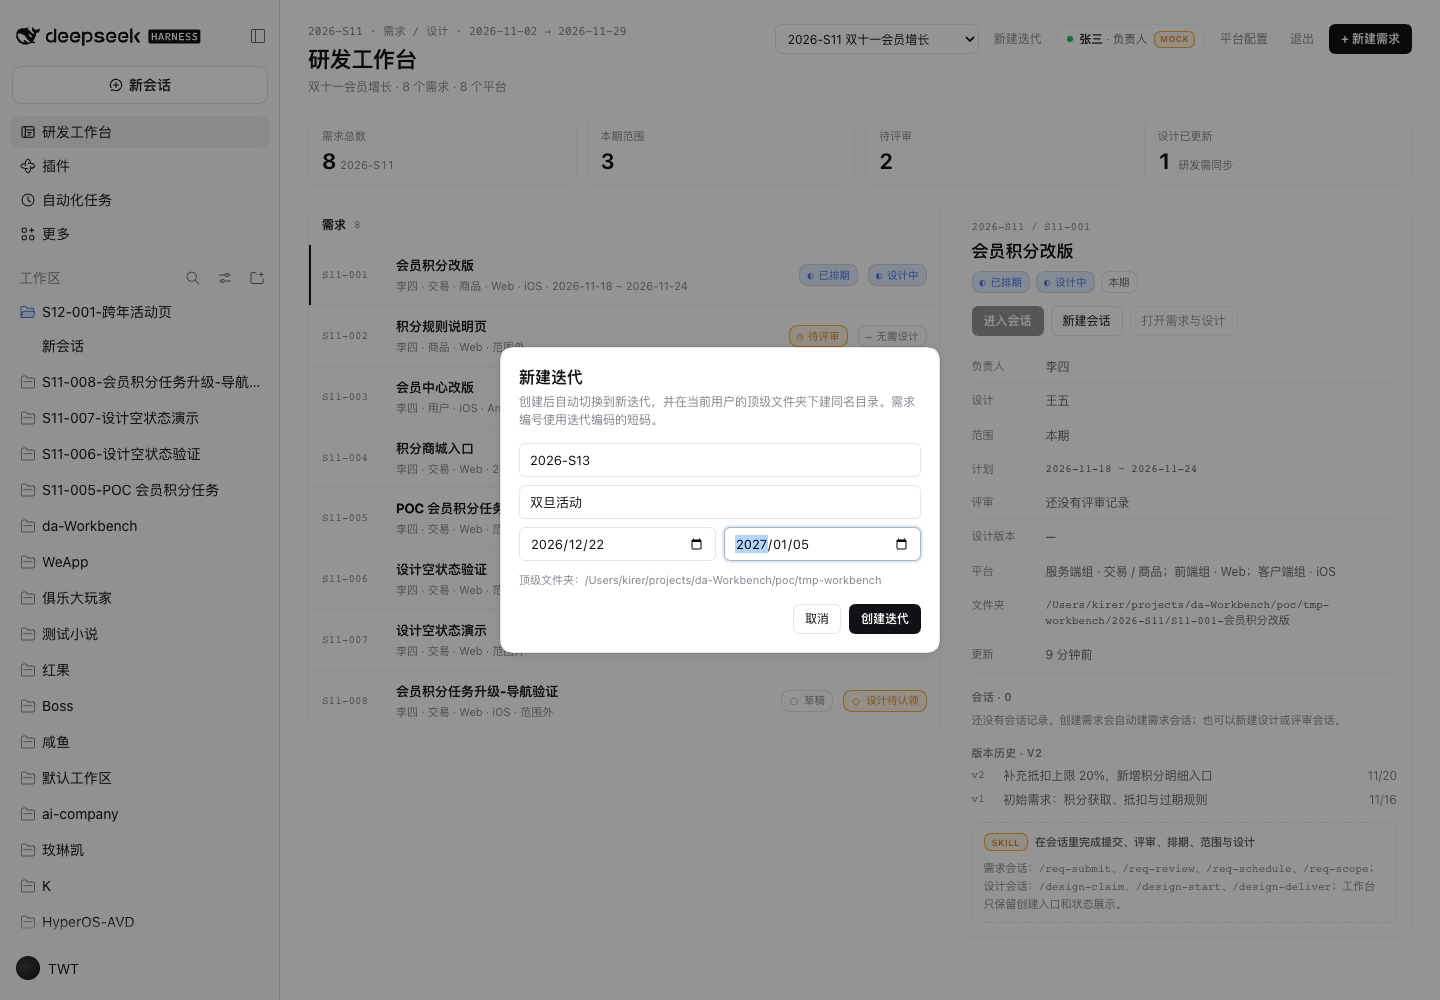 deepseek HARNESS
新会话
研发工作台
插件
自动化任务
更多
工作区
S12-001-跨年活动页
新会话
S11-008-会员积分任务升级-导航...
S11-007-设计空状态演示
S11-006-设计空状态验证
S11-005-POC 会员积分任务
da-Workbench
WeApp
俱乐大玩家
测试小说
红果
Boss
咸鱼
默认工作区
ai-company
玫琳凯
K
HyperOS-AVD
TWT
2026-S11 · 需求 / 设计 · 2026-11-02 → 2026-11-29
研发工作台
双十一会员增长 · 8 个需求 · 8 个平台
2026-S11 双十一会员增长
新建迭代
张三 · 负责人 MOCK
平台配置
退出
+ 新建需求
需求总数
8 2026-S11
本期范围
3
待评审
2
设计已更新
1 研发需同步
需求 8
S11-001
会员积分改版
李四 · 交易 · 商品 · Web · iOS · 2026-11-18 ~ 2026-11-24
已排期
设计中
S11-002
积分规则说明页
李四 · 商品 · Web · 范围外
待评审
无需设计
S11-003
会员中心改版
李四 · 用户 · iOS · An
S11-004
积分商城入口
李四 · 交易 · Web · 2
S11-005
POC 会员积分任务
李四 · 交易 · Web · 范
S11-006
设计空状态验证
李四 · 交易 · Web · 范
S11-007
设计空状态演示
李四 · 交易 · Web · 范围外
S11-008
会员积分任务升级-导航验证
李四 · 交易 · Web · iOS · 范围外
草稿
设计待认领
新建迭代
创建后自动切换到新迭代，并在当前用户的顶级文件夹下建同名目录。需求
编号使用迭代编码的短码。
2026-S13
双旦活动
2026/12/22
2027/01/05
顶级文件夹：/Users/kirer/projects/da-Workbench/poc/tmp-workbench
取消
创建迭代
2026-S11 / S11-001
会员积分改版
已排期
设计中
本期
进入会话
新建会话
打开需求与设计
负责人 李四
设计 王五
范围 本期
计划 2026-11-18 ~ 2026-11-24
评审 还没有评审记录
设计版本 —
平台 服务端组 · 交易 / 商品；前端组 · Web；客户端组 · iOS
文件夹 /Users/kirer/projects/da-Workbench/poc/tmp-
workbench/2026-S11/S11-001-会员积分改版
更新 9 分钟前
会话 · 0
还没有会话记录。创建需求会自动建需求会话；也可以新建设计或评审会话。
版本历史 · V2
v2 补充抵扣上限 20%，新增积分明细入口 11/20
v1 初始需求：积分获取、抵扣与过期规则 11/16
SKILL 在会话里完成提交、评审、排期、范围与设计
需求会话：/req-submit、/req-review、/req-schedule、/req-scope；
设计会话：/design-claim、/design-start、/design-deliver；工作台
只保留创建入口和状态展示。